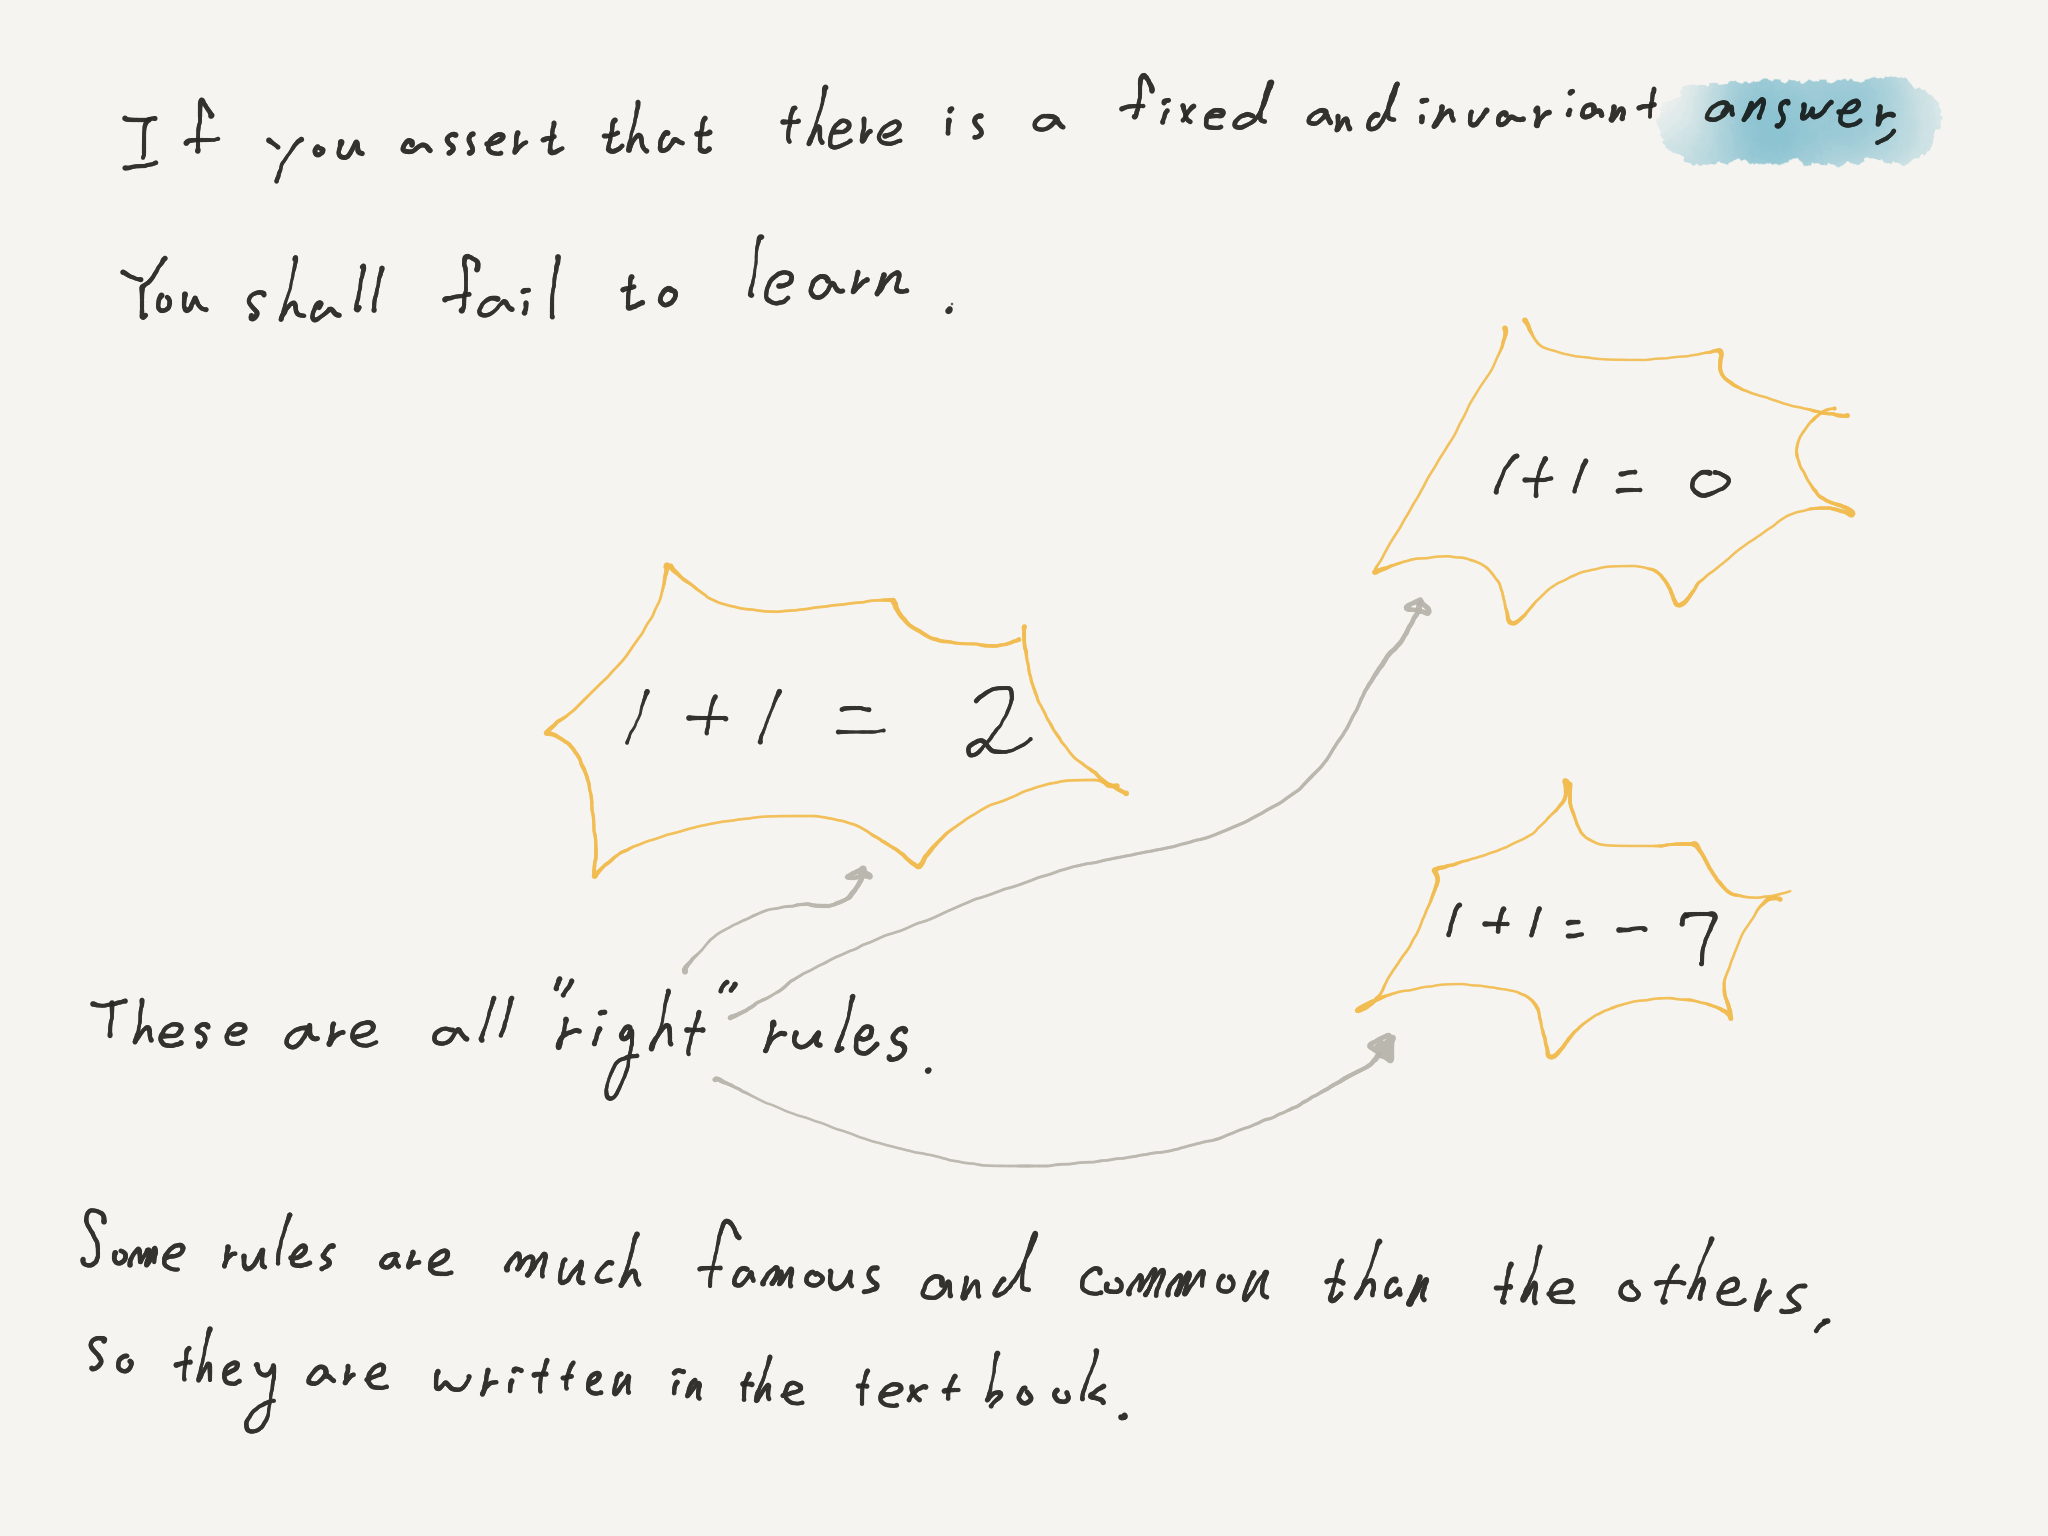 If you assert that there is a fixed and invariant answer,
You shall fail to learn.
1+1= 0
1+1 = 2
1+1=-7
These are all "right" rules.
Some rules are much famous and common than the others,
so they are written in the textbook.